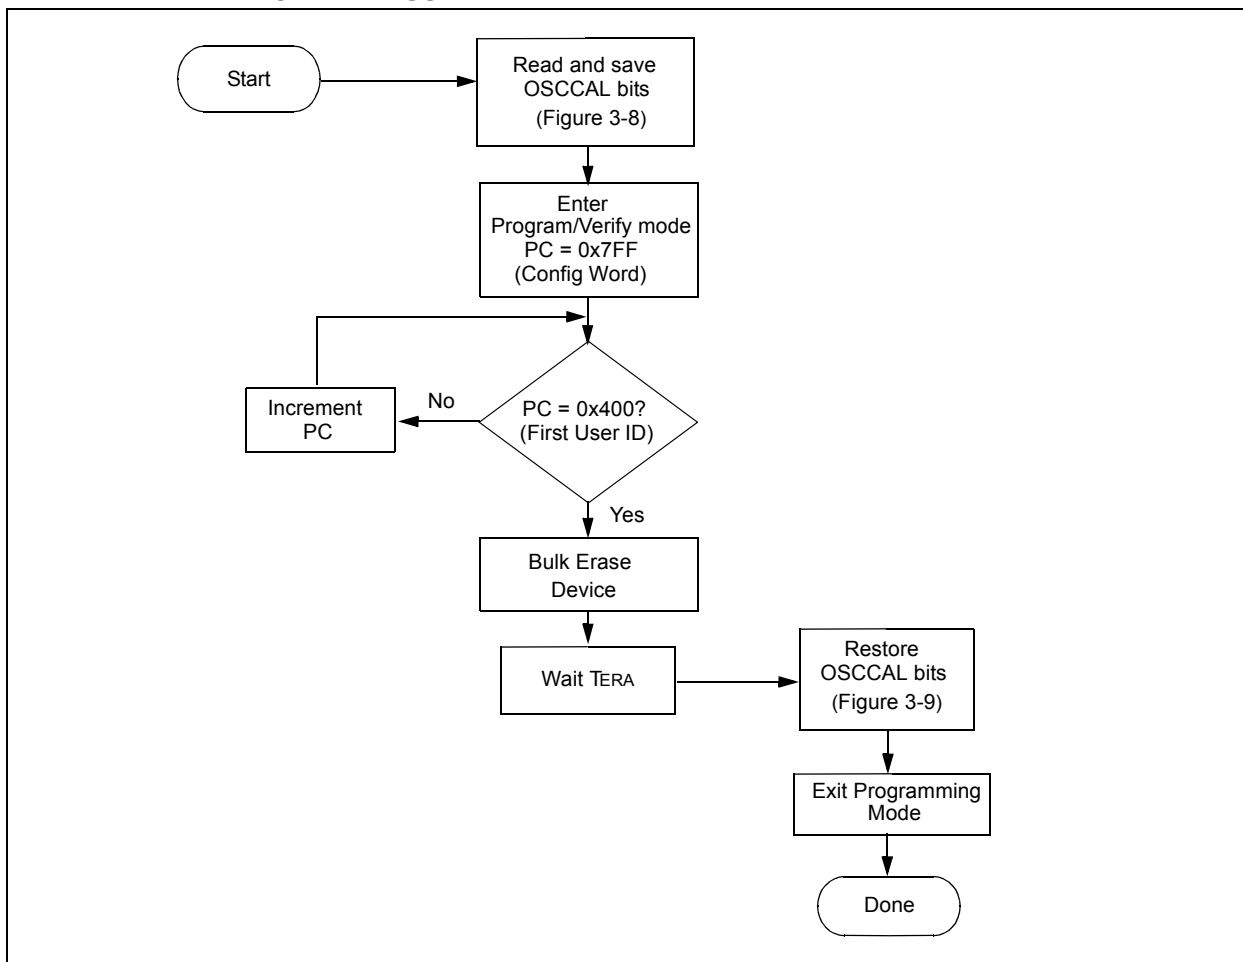 Start
Read and save
OSCCAL bits
(Figure 3-8)
Enter
Program/Verify mode
PC = 0x7FF
(Config Word)
Increment
PC
No
PC = 0x400?
(First User ID)
Yes
Bulk Erase
Device
Wait TERA
Restore
OSCCAL bits
(Figure 3-9)
Exit Programming
Mode
Done